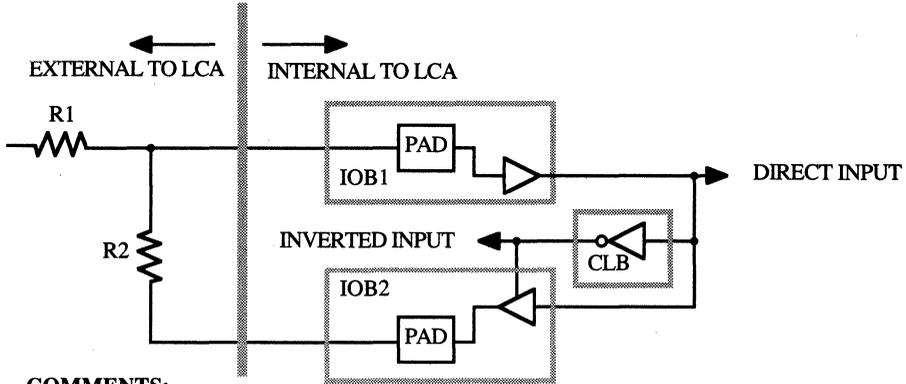 EXTERNAL TO LCA
INTERNAL TO LCA
R1
PAD
IOB1
DIRECT INPUT
INVERTED INPUT
R2
CLB
IOB2
PAD
COMMENTS: